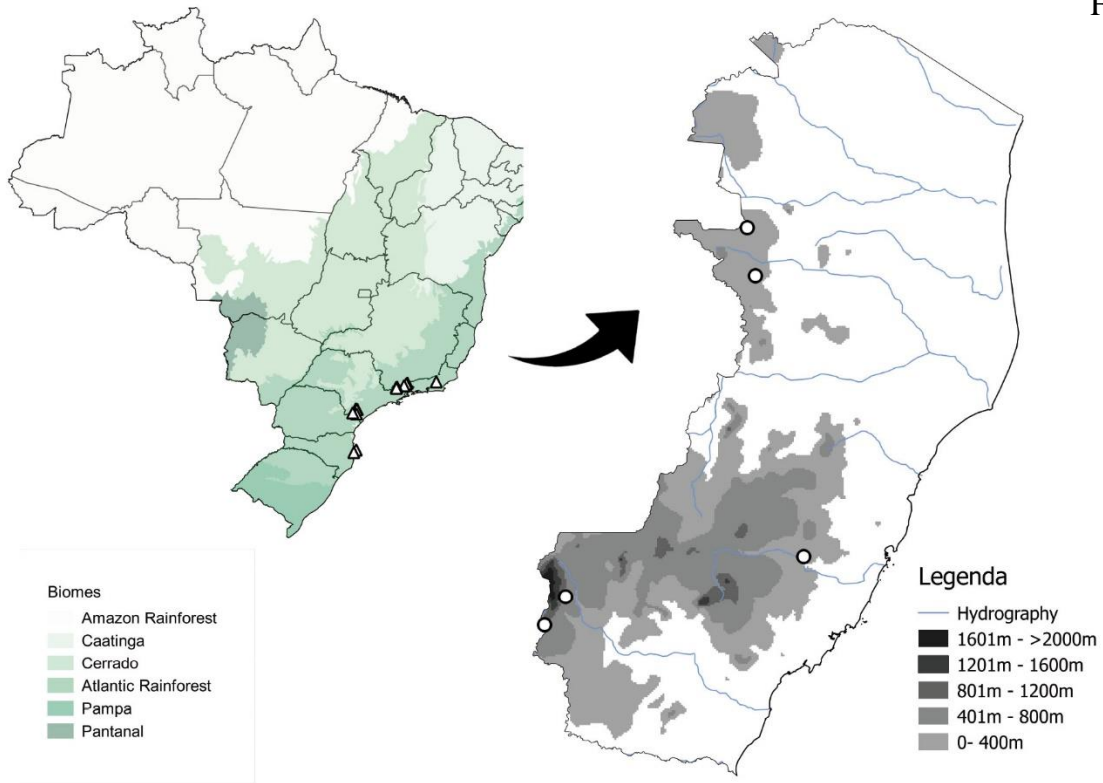 Biomes
Amazon Rainforest
Caatinga
Cerrado
Atlantic Rainforest
Pampa
Pantanal
Legenda
Hydrography
1601m - >2000m
1201m - 1600m
801m - 1200m
401m - 800m
0- 400m